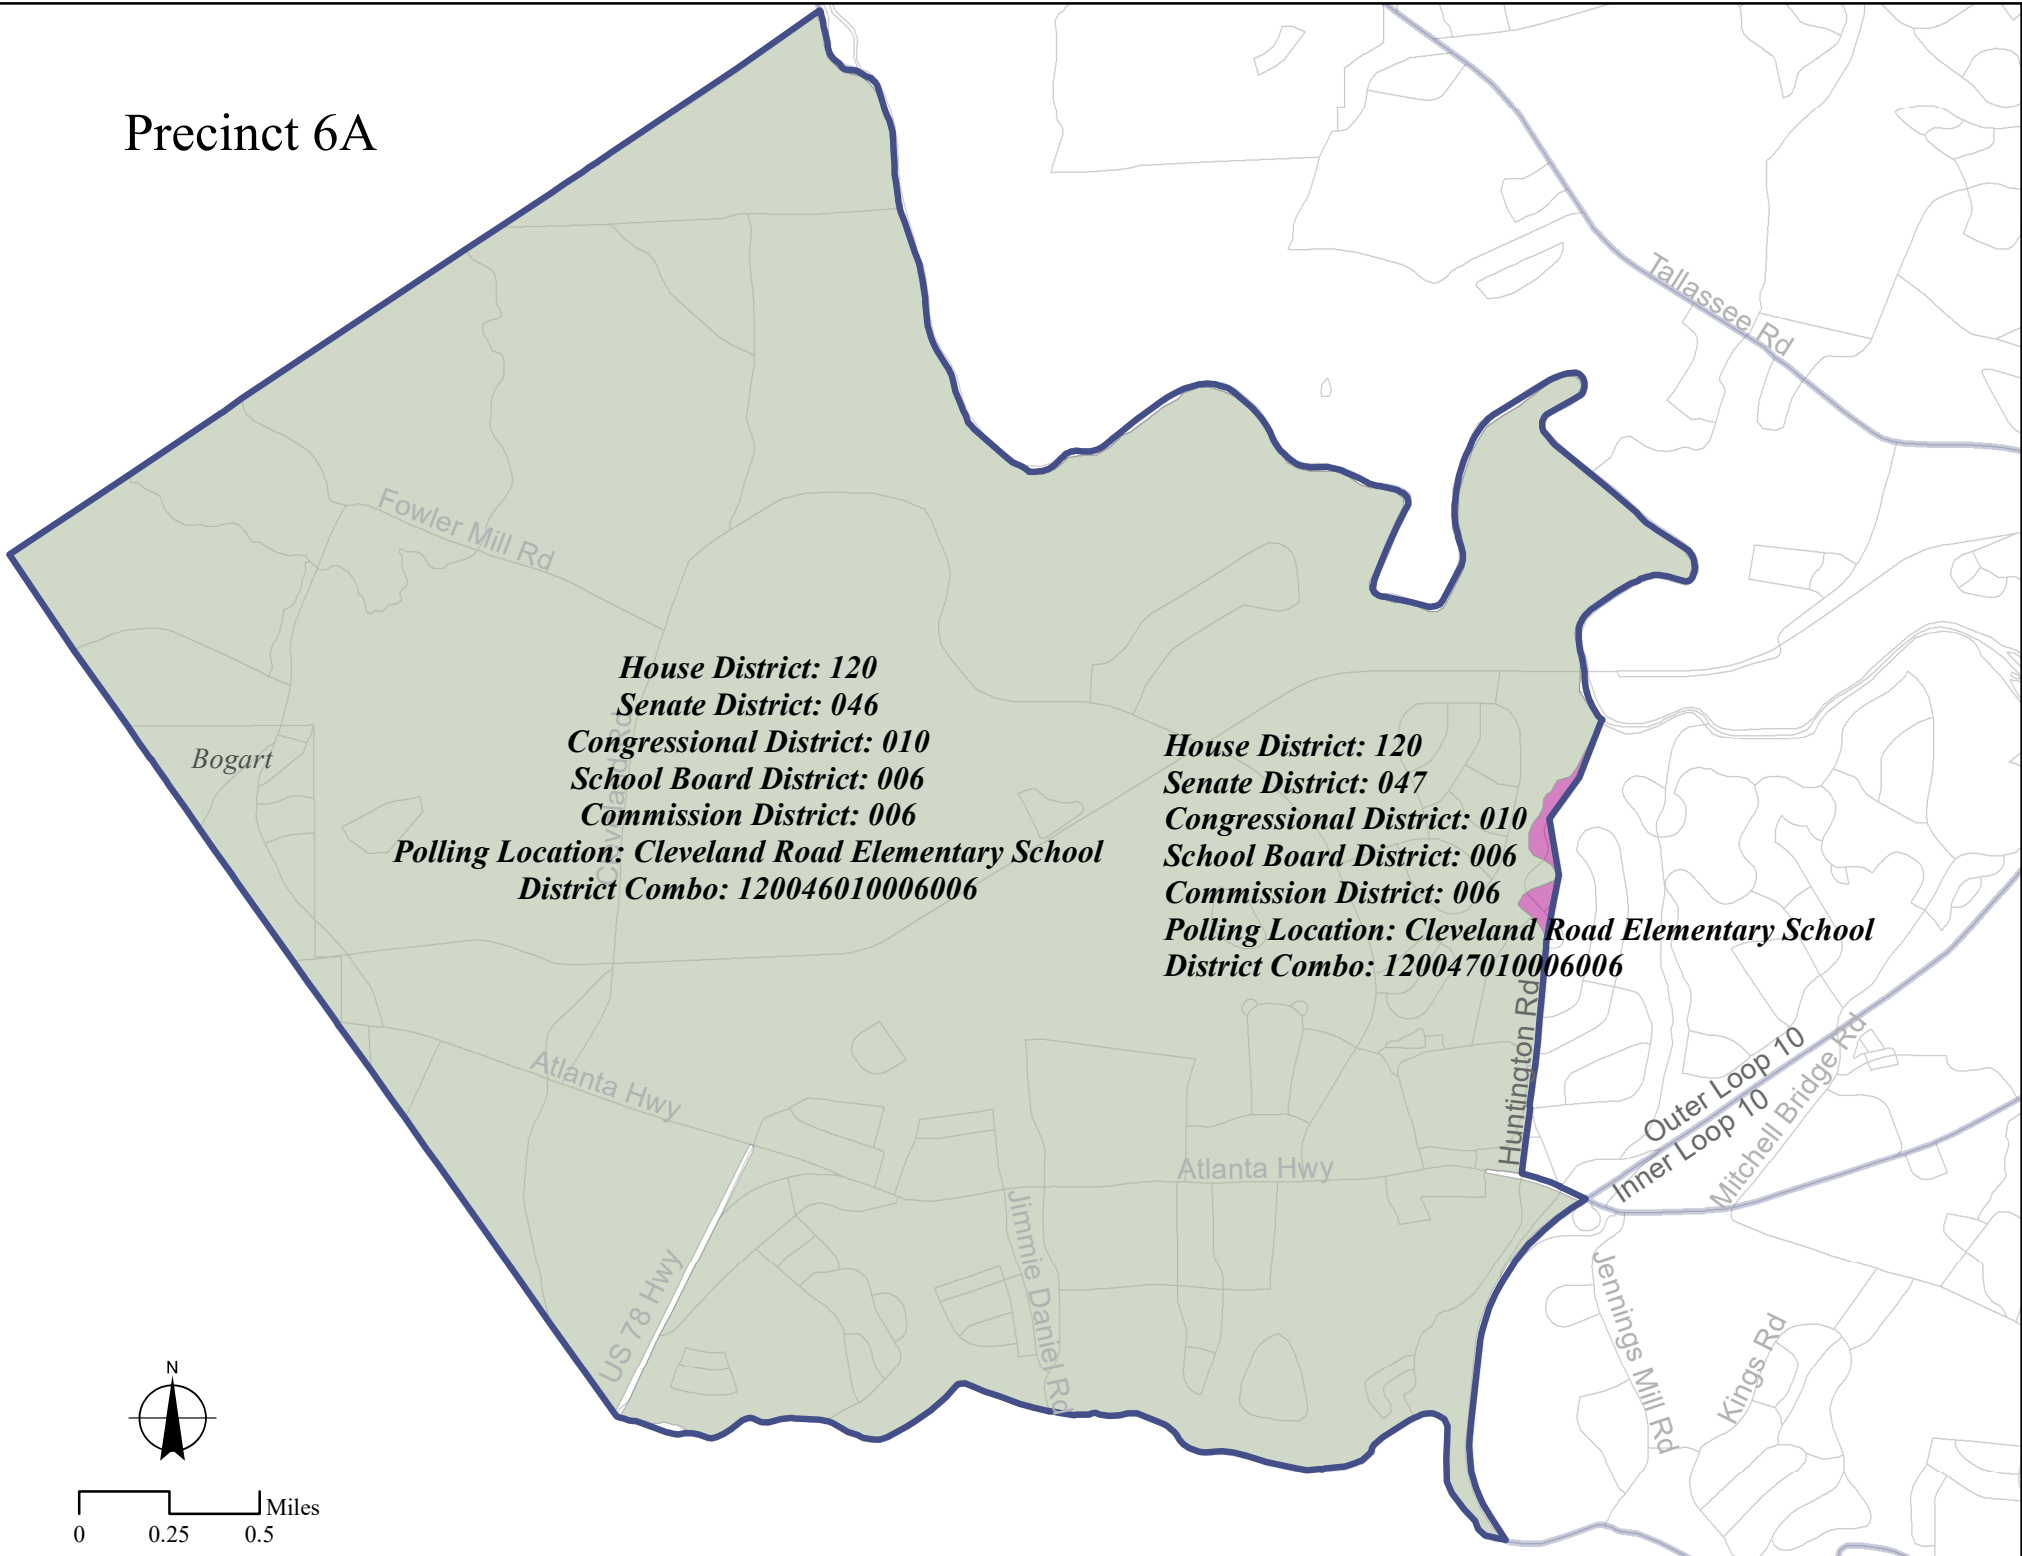 Precinct 6A
Tallassee Rd
Fowler Mill Rd
House District: 120
Senate District: 046
Congressional District: 010
School Board District: 006
Commission District: 006
Polling Location: Cleveland Road Elementary School
District Combo: 120046010006006
Cleveland Rd
Bogart
House District: 120
Senate District: 047
Congressional District: 010
School Board District: 006
Commission District: 006
Polling Location: Cleveland Road Elementary School
District Combo: 120047010006006
Huntington Rd
Outer Loop 10
Inner Loop 10
Mitchell Bridge Rd
Atlanta Hwy
Atlanta Hwy
US 78 Hwy
Jimmie Daniel Rd
Jennings Mill Rd
Kings Rd
N
Miles
0 0.25 0.5